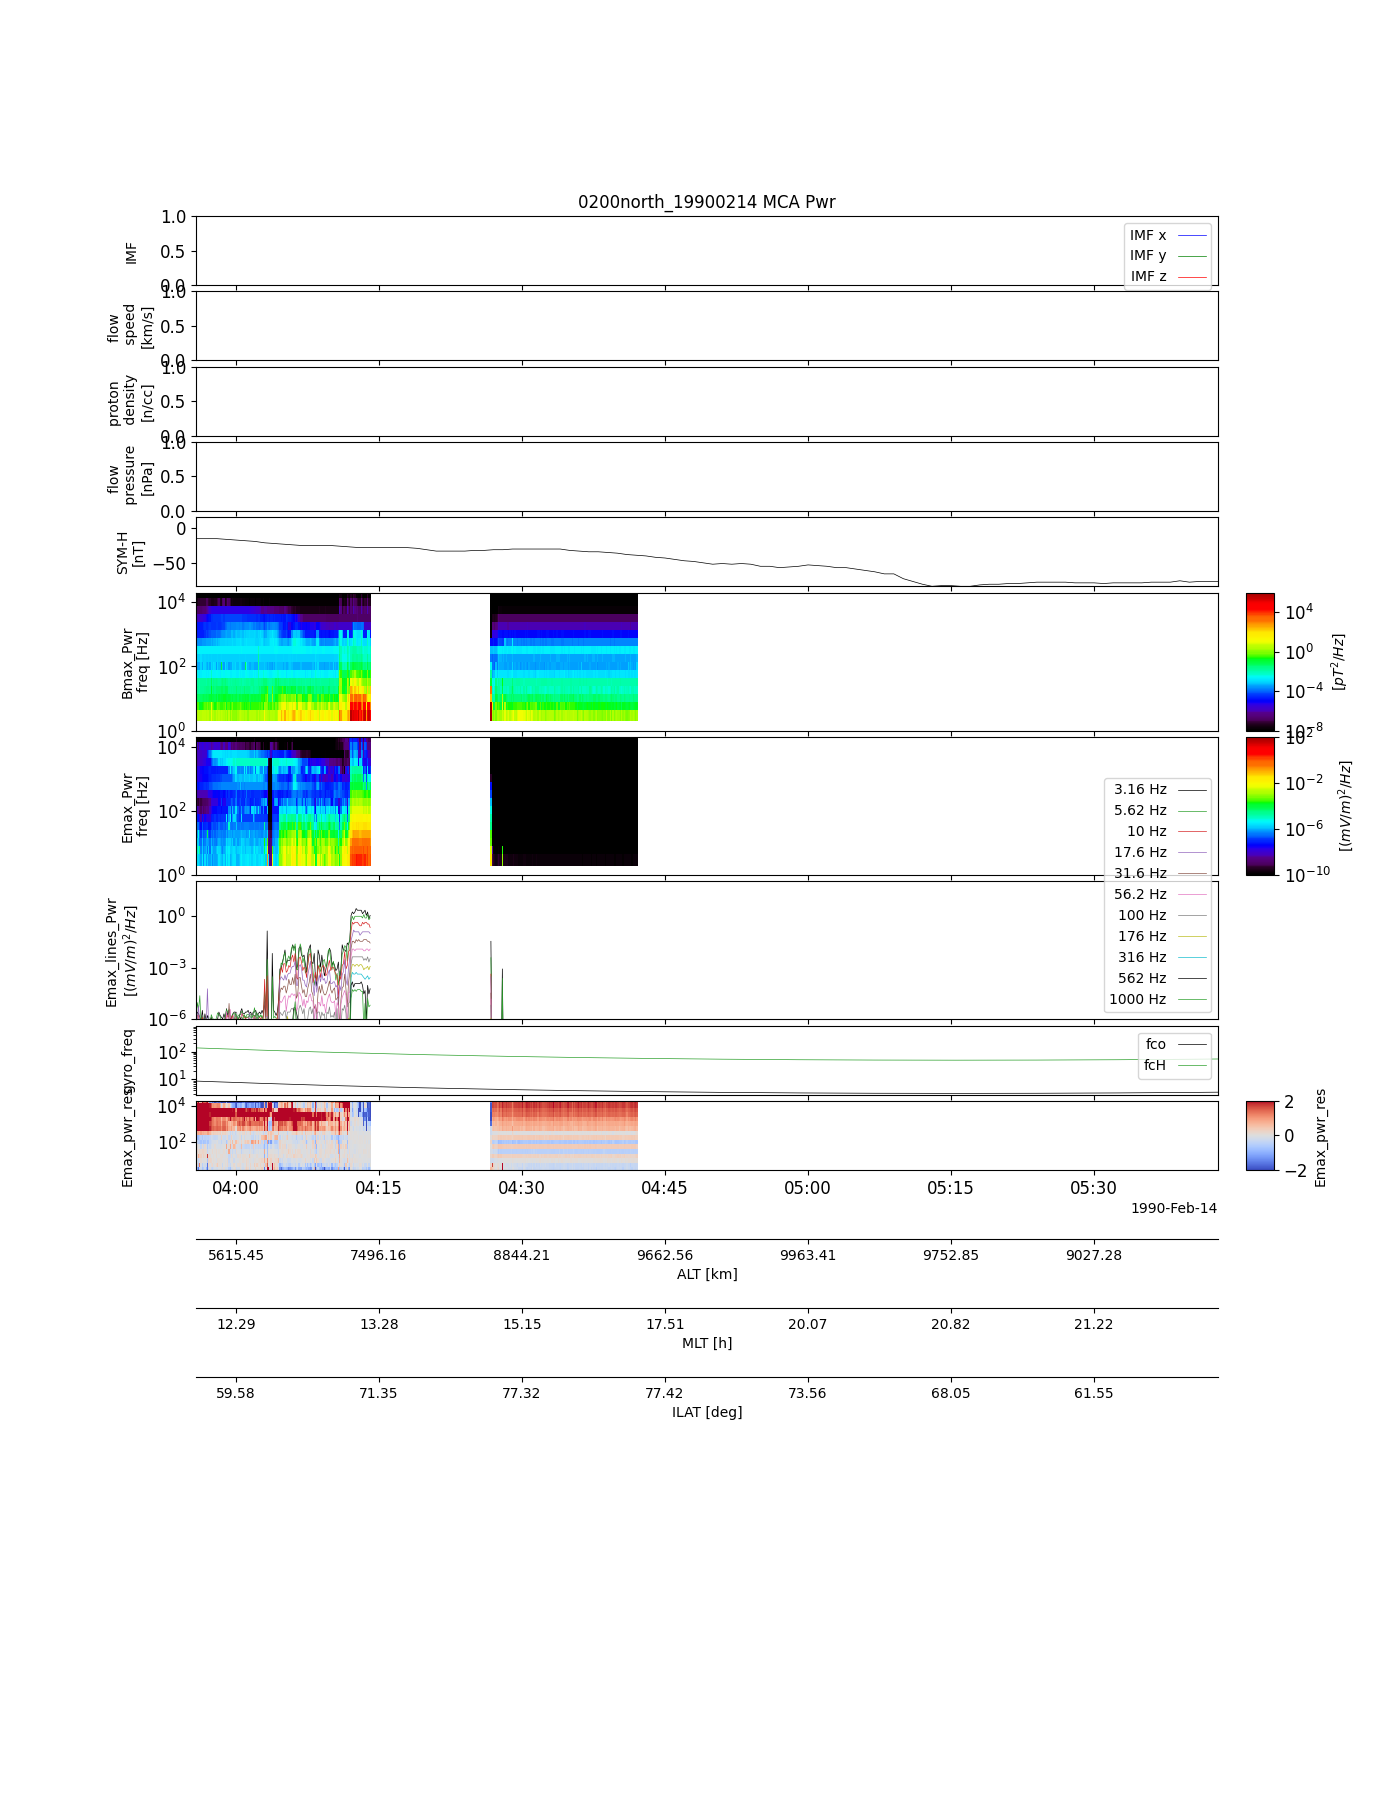 0200north_19900214 MCA Pwr
1.0
0.5
0.0
IMF
IMF x
IMF y
IMF z
1.0
0.5
0.0
flow
speed
[km/s]
1.0
0.5
0.0
proton
density
[n/cc]
1.0
0.5
0.0
flow
pressure
[nPa]
0
−50
SYM-H
[nT]
10^4
10^2
10^0
Bmax_Pwr
freq [Hz]
10^4
10^0
10^−4
10^−8
[pT^2/Hz]
10^4
10^2
10^0
Emax_Pwr
freq [Hz]
10^2
10^−2
10^−6
10^−10
[(mV/m)^2/Hz]
3.16 Hz
5.62 Hz
10 Hz
17.6 Hz
31.6 Hz
56.2 Hz
100 Hz
176 Hz
316 Hz
562 Hz
1000 Hz
10^0
10^−3
10^−6
Emax_lines_Pwr
[(mV/m)^2/Hz]
10^2
10^1
gyro_freq
fco
fcH
10^4
10^2
Emax_pwr_res
2
0
−2
Emax_pwr_res
04:00 04:15 04:30 04:45 05:00 05:15 05:30
1990-Feb-14
5615.45 7496.16 8844.21 9662.56 9963.41 9752.85 9027.28
ALT [km]
12.29 13.28 15.15 17.51 20.07 20.82 21.22
MLT [h]
59.58 71.35 77.32 77.42 73.56 68.05 61.55
ILAT [deg]